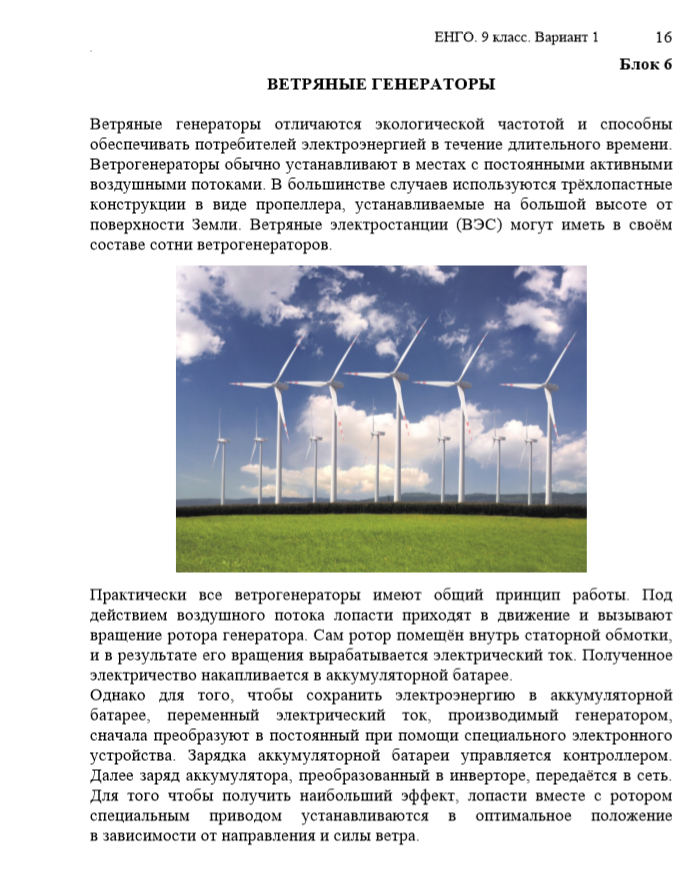 ЕНГО. 9 класс. Вариант 1 16
Блок 6
ВЕТРЯНЫЕ ГЕНЕРАТОРЫ
Ветряные генераторы отличаются экологической частотой и способны
обеспечивать потребителей электроэнергией в течение длительного времени.
Ветрогенераторы обычно устанавливают в местах с постоянными активными
воздушными потоками. В большинстве случаев используются трёхлопастные
конструкции в виде пропеллера, устанавливаемые на большой высоте от
поверхности Земли. Ветряные электростанции (ВЭС) могут иметь в своём
составе сотни ветрогенераторов.
Практически все ветрогенераторы имеют общий принцип работы. Под
действием воздушного потока лопасти приходят в движение и вызывают
вращение ротора генератора. Сам ротор помещён внутрь статорной обмотки,
и в результате его вращения вырабатывается электрический ток. Полученное
электричество накапливается в аккумуляторной батарее.
Однако для того, чтобы сохранить электроэнергию в аккумуляторной
батарее, переменный электрический ток, производимый генератором,
сначала преобразуют в постоянный при помощи специального электронного
устройства. Зарядка аккумуляторной батареи управляется контроллером.
Далее заряд аккумулятора, преобразованный в инверторе, передаётся в сеть.
Для того чтобы получить наибольший эффект, лопасти вместе с ротором
специальным приводом устанавливаются в оптимальное положение
в зависимости от направления и силы ветра.